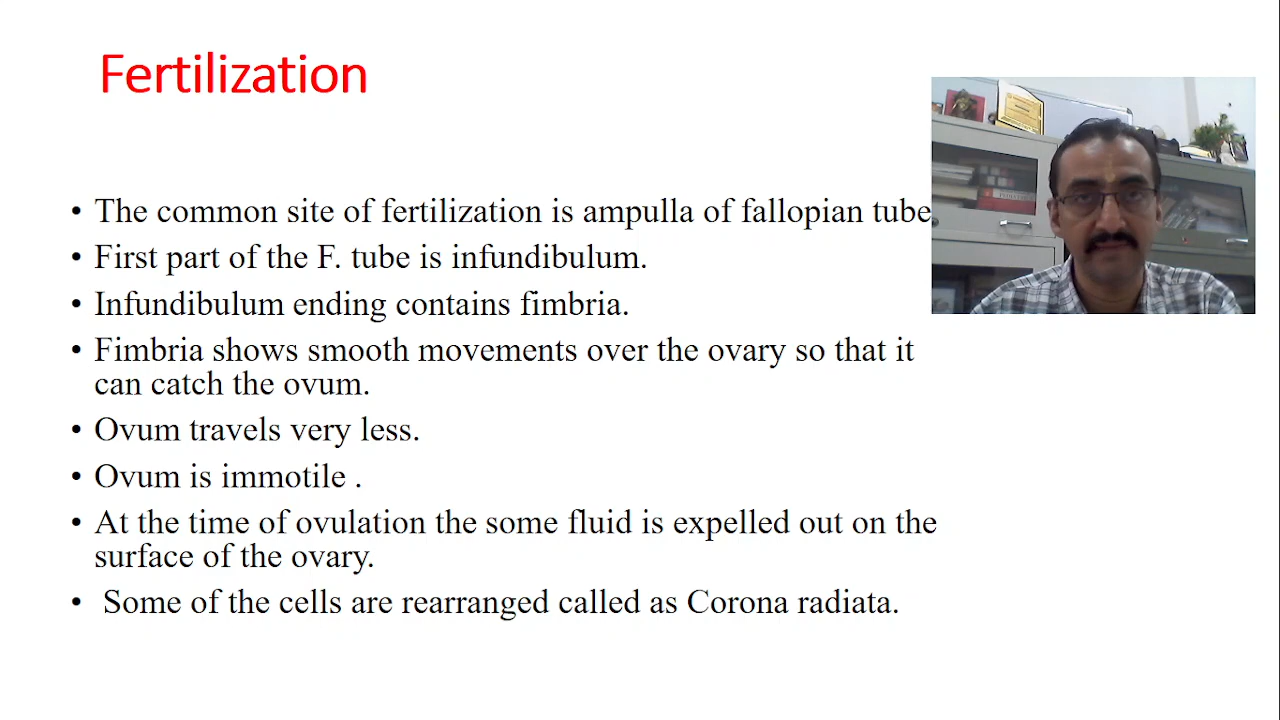 Fertilization
• The common site of fertilization is ampulla of fallopian tube
• First part of the F. tube is infundibulum.
• Infundibulum ending contains fimbria.
• Fimbria shows smooth movements over the ovary so that it
can catch the ovum.
• Ovum travels very less.
• Ovum is immotile .
• At the time of ovulation the some fluid is expelled out on the
surface of the ovary.
• Some of the cells are rearranged called as Corona radiata.